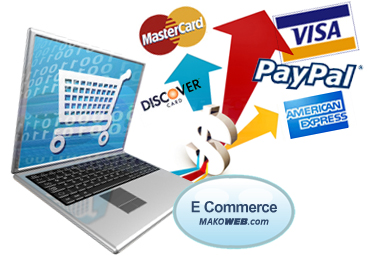 MasterCard
VISA
DISCOVER
CARD
PayPal
AMERICAN
EXPRESS
$
E Commerce
MAKOWEB.com